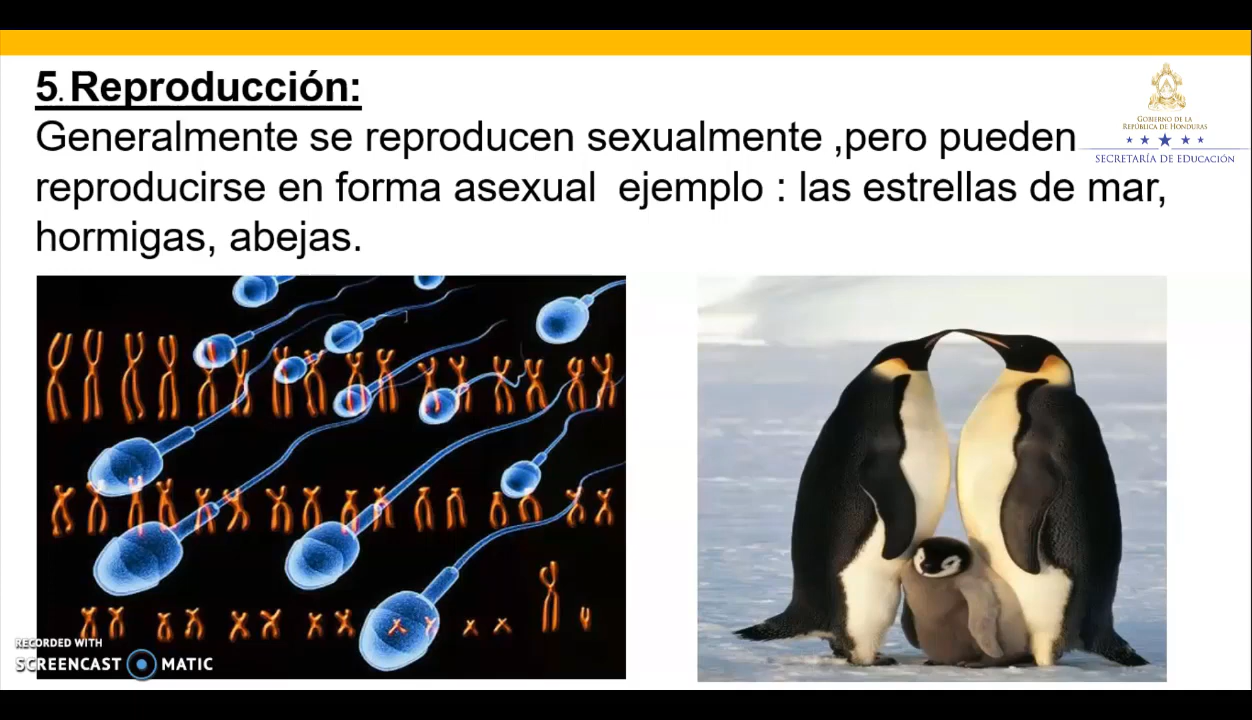 5. Reproducción:
Generalmente se reproducen sexualmente ,pero pueden
reproducirse en forma asexual ejemplo : las estrellas de mar,
hormigas, abejas.
GOBIERNO DE LA
REPÚBLICA DE HONDURAS
SECRETARÍA DE EDUCACIÓN
RECORDED WITH
SCREENCAST MATIC